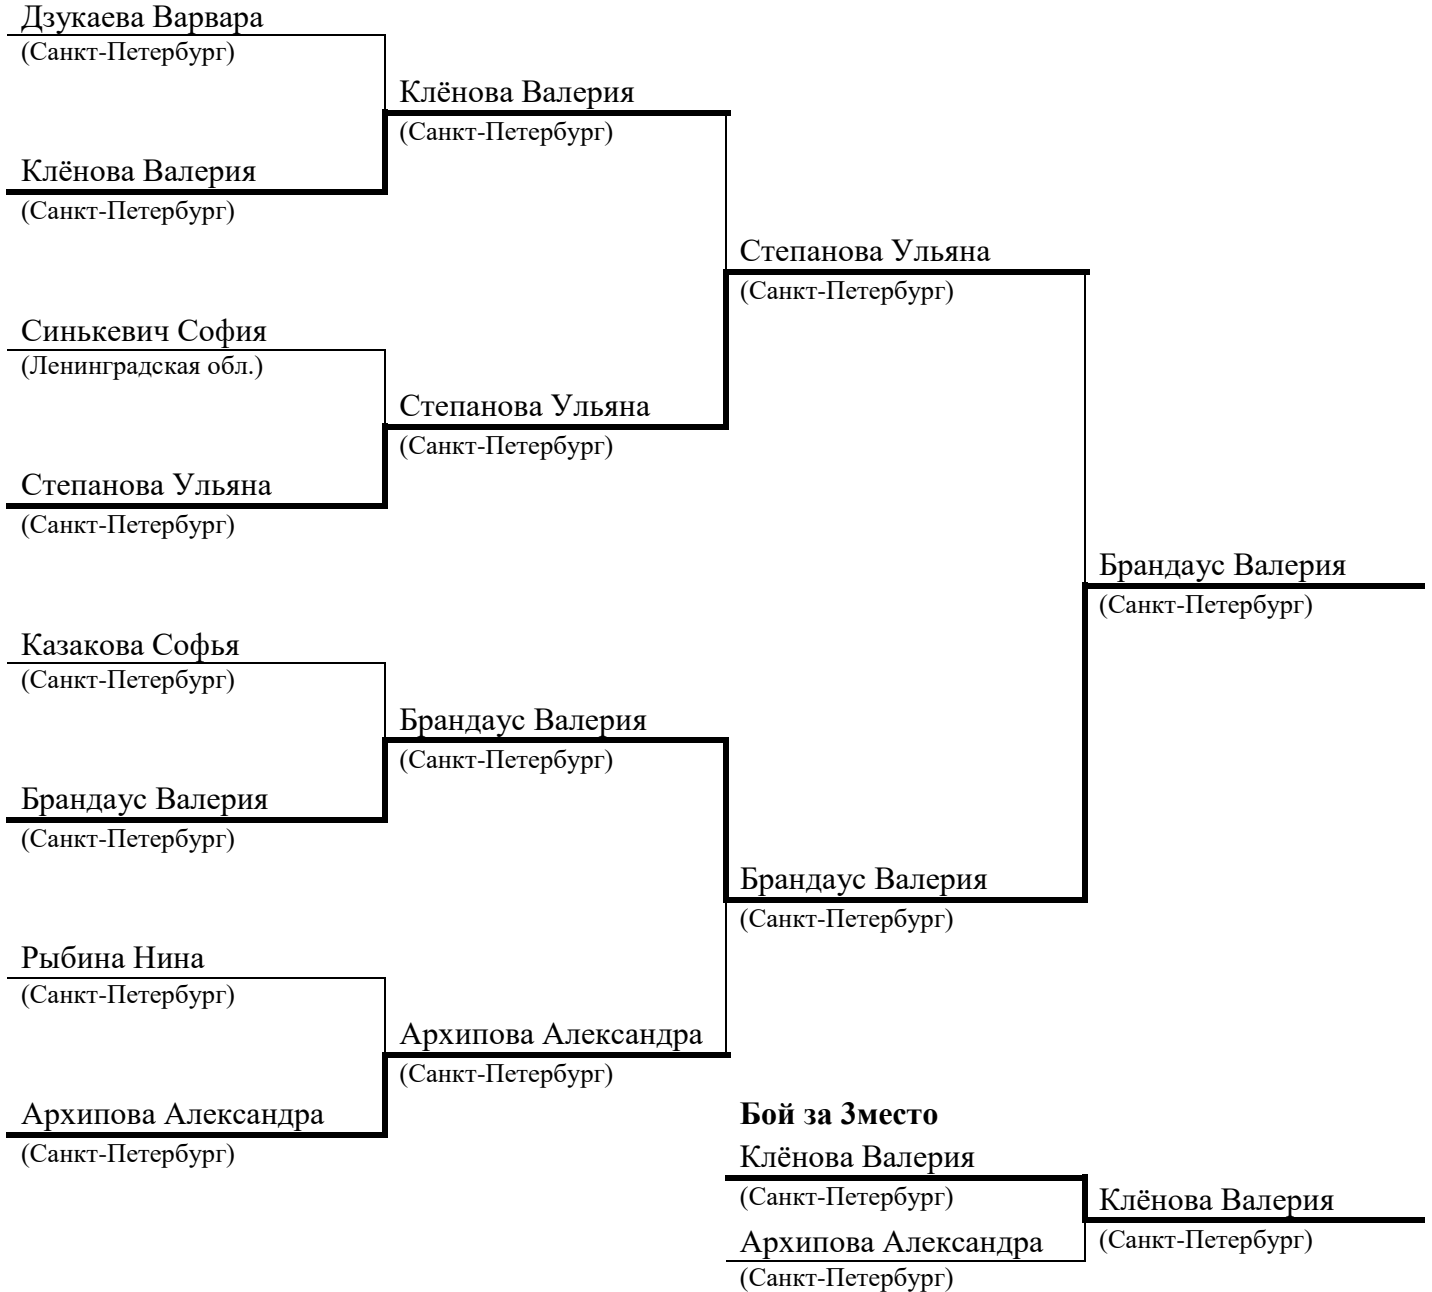 Дзукаева Варвара
(Санкт-Петербург)
Клёнова Валерия
(Санкт-Петербург)
Клёнова Валерия
(Санкт-Петербург)
Степанова Ульяна
(Санкт-Петербург)
Синькевич София
(Ленинградская обл.)
Степанова Ульяна
(Санкт-Петербург)
Степанова Ульяна
(Санкт-Петербург)
Брандаус Валерия
(Санкт-Петербург)
Казакова Софья
(Санкт-Петербург)
Брандаус Валерия
(Санкт-Петербург)
Брандаус Валерия
(Санкт-Петербург)
Брандаус Валерия
(Санкт-Петербург)
Рыбина Нина
(Санкт-Петербург)
Архипова Александра
(Санкт-Петербург)
Архипова Александра
(Санкт-Петербург)
Бой за 3место
Клёнова Валерия
(Санкт-Петербург)
Клёнова Валерия
(Санкт-Петербург)
Архипова Александра
(Санкт-Петербург)